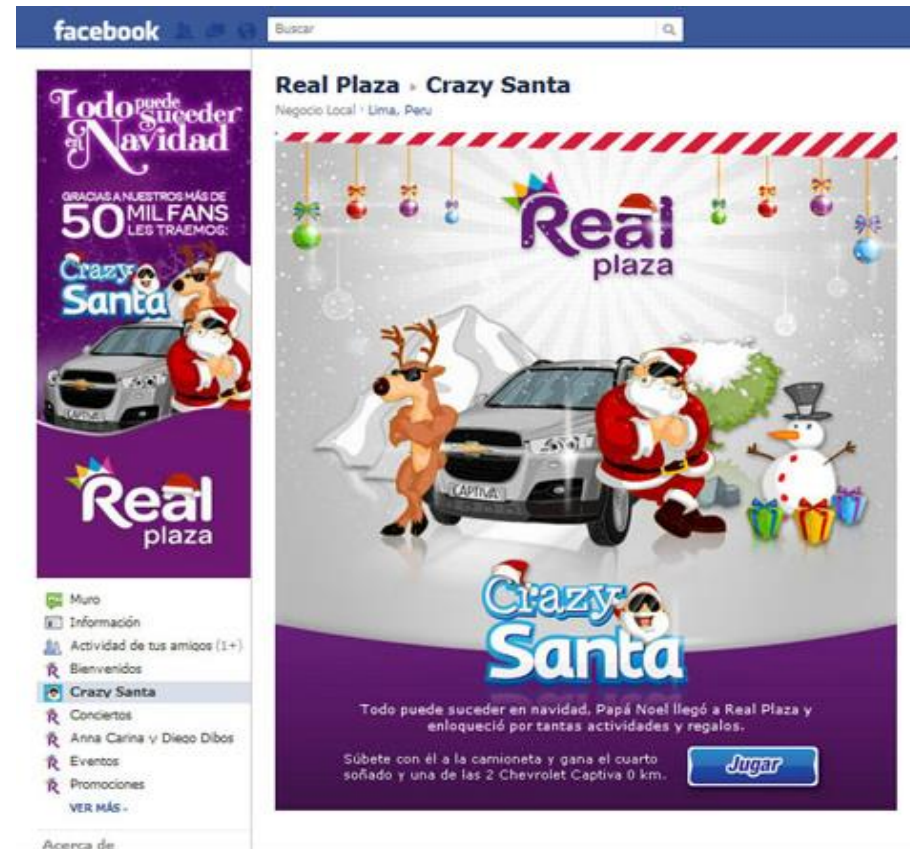 facebook
Buscar
Todo puede
suceder
en Navidad
GRACIAS A NUESTROS MÁS DE
50 MIL FANS
LES TRAEMOS:
Crazy
Santa
CAPTIVA
Real
plaza
Muro
Información
Actividad de tus amigos (1+)
Bienvenidos
Crazy Santa
Conciertos
Anna Carina y Diego Dibos
Eventos
Promociones
VER MÁS
Acerca de
Real Plaza ▸ Crazy Santa
Negocio Local · Lima, Peru
Real
plaza
CAPTIVA
Crazy
Santa
Todo puede suceder en navidad. Papá Noel llegó a Real Plaza y
enloqueció por tantas actividades y regalos.
Súbete con él a la camioneta y gana el cuarto
soñado y una de las 2 Chevrolet Captiva 0 km.
Jugar